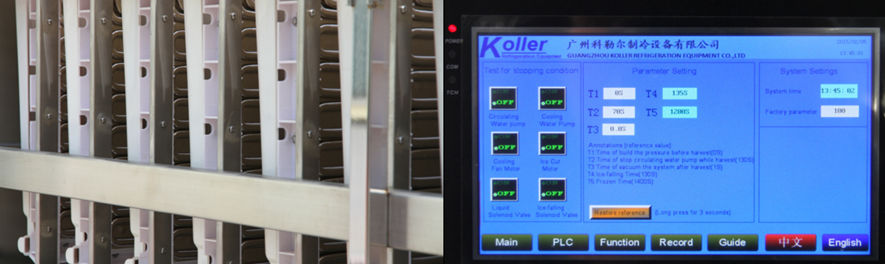 Koller
Refrigeration Equipment
广州科勒尔制冷设备有限公司
GUANGZHOU KOLLER REFRIGERATION EQUIPMENT CO.,LTD
POWER
COM
Test for stopping condition
Parameter Setting
System Settings
OFF
OFF
T1 0S T4 135S
System time 13:45:02
Circulating Water pump
Cooling Water Pump
T2 70S T5 1200S
Factory parameter 100
T3 0.0S
OFF
OFF
Cooling Fan Motor
Ice Cut Motor
Annotations (reference value)
T1 Time of build the pressure before harvest(0S)
T2 Time of stop circulating water pump while harvest(130S)
T3 Time of vacuum the system after harvest(1S)
T4 Ice-falling Time(130S)
T5 Frozen Time(1400S)
OFF
OFF
Liquid Solenoid Valve
Ice-falling Solenoid Valve
Restore reference
(Long press for 3 seconds)
Main PLC Function Record Guide 中文 English